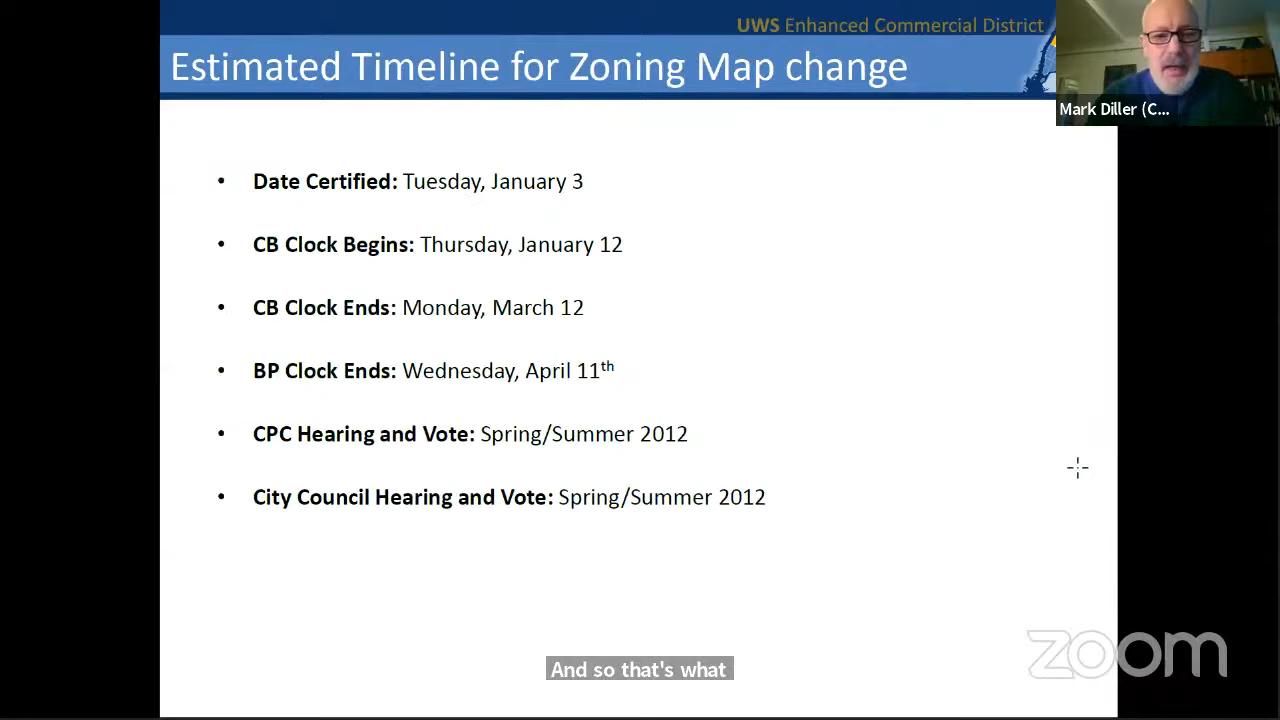 UWS Enhanced Commercial District
Estimated Timeline for Zoning Map change
Mark Diller (C...
• Date Certified: Tuesday, January 3
• CB Clock Begins: Thursday, January 12
• CB Clock Ends: Monday, March 12
• BP Clock Ends: Wednesday, April 11th
• CPC Hearing and Vote: Spring/Summer 2012
• City Council Hearing and Vote: Spring/Summer 2012
zoom
And so that's what